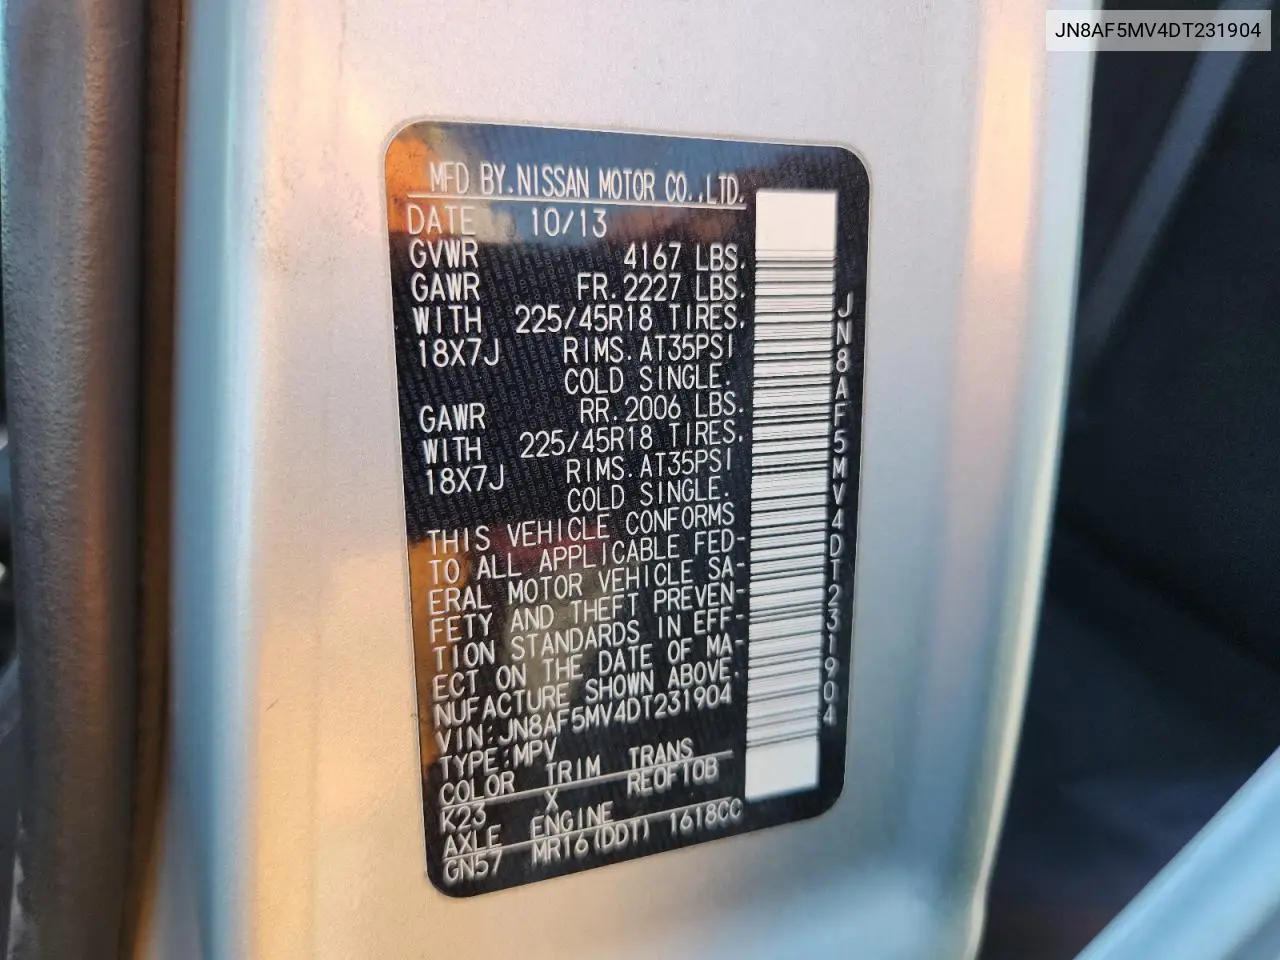 JN8AF5MV4DT231904
MFD BY.NISSAN MOTOR CO.,LTD.
DATE 10/13
GVWR 4167 LBS.
GAWR FR.2227 LBS.
WITH 225/45R18 TIRES.
18X7J RIMS.AT35PSI
COLD SINGLE.
GAWR RR.2006 LBS.
WITH 225/45R18 TIRES.
18X7J RIMS.AT35PSI
COLD SINGLE.
THIS VEHICLE CONFORMS
TO ALL APPLICABLE FED-
ERAL MOTOR VEHICLE SA-
FETY AND THEFT PREVEN-
TION STANDARDS IN EFF-
ECT ON THE DATE OF MA-
NUFACTURE SHOWN ABOVE.
VIN:JN8AF5MV4DT231904
TYPE:MPV
COLOR TRIM TRANS
K23 X RE0F10B
AXLE ENGINE
GN57 MR16(DDT) 1618CC
JN8AF5MV4DT231904